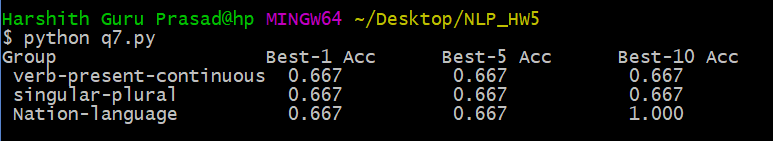 Harshith Guru Prasad@hp MINGW64 ~/Desktop/NLP_HW5
$ python q7.py
Group Best-1 Acc Best-5 Acc Best-10 Acc
verb-present-continuous 0.667 0.667 0.667
singular-plural 0.667 0.667 0.667
Nation-language 0.667 0.667 1.000